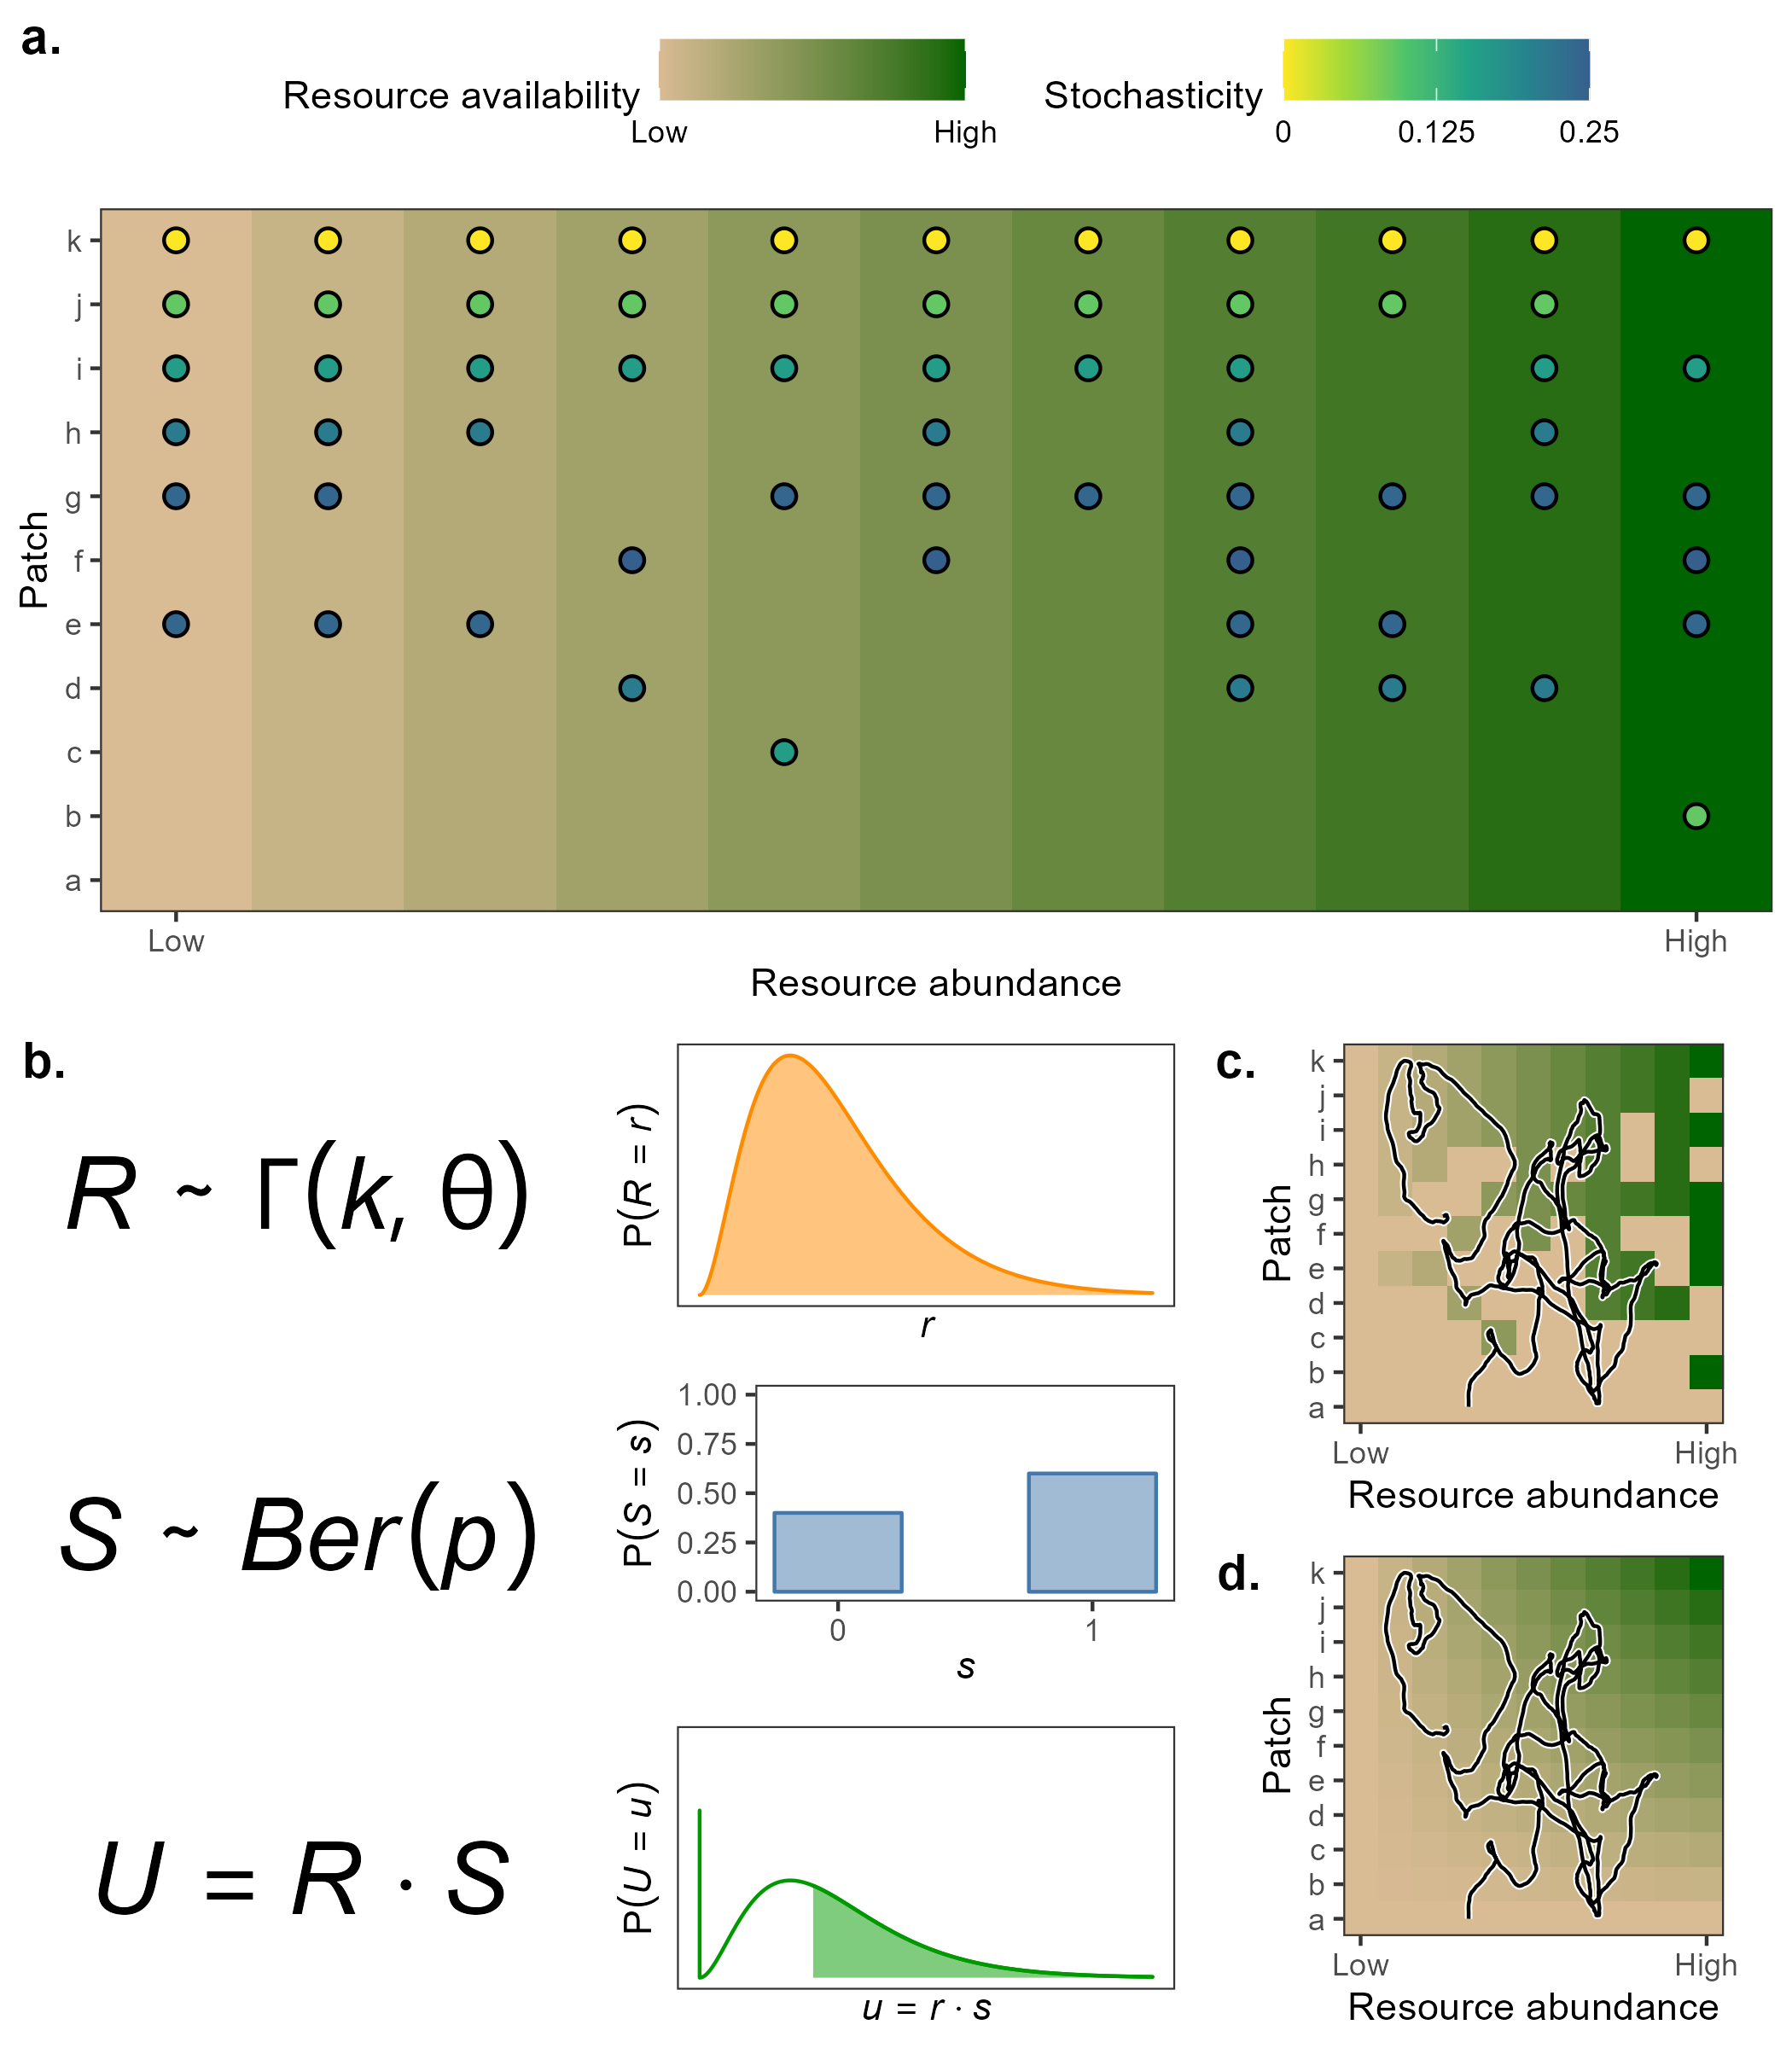 a.
Resource availability
Low
High
Stochasticity
0
0.125
0.25
Patch
k
j
i
h
g
f
e
d
c
b
a
Low
High
Resource abundance
b.
R ~ Γ(k, θ)
P(R = r)
r
S ~ Ber(p)
P(S = s)
1.00
0.75
0.50
0.25
0.00
0
1
s
U = R · S
P(U = u)
u = r · s
c.
Patch
k
j
i
h
g
f
e
d
c
b
a
Low
High
Resource abundance
d.
Patch
k
j
i
h
g
f
e
d
c
b
a
Low
High
Resource abundance